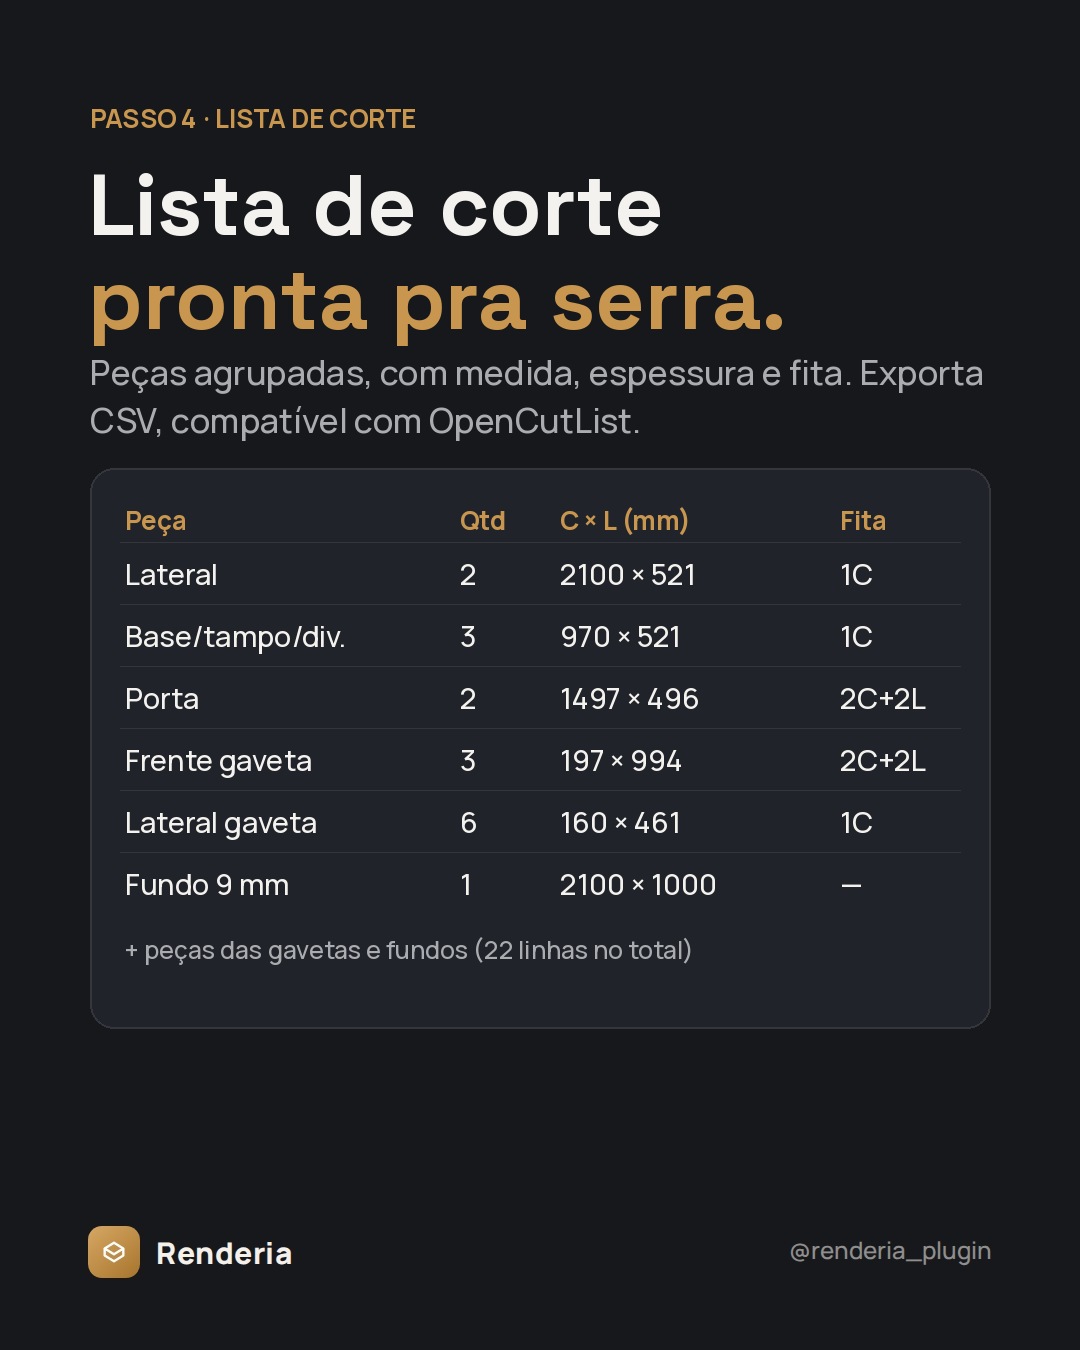 PASSO 4 · LISTA DE CORTE
Lista de corte
pronta pra serra.
Peças agrupadas, com medida, espessura e fita. Exporta
CSV, compatível com OpenCutList.
Peça Qtd C × L (mm) Fita
Lateral 2 2100 × 521 1C
Base/tampo/div. 3 970 × 521 1C
Porta 2 1497 × 496 2C+2L
Frente gaveta 3 197 × 994 2C+2L
Lateral gaveta 6 160 × 461 1C
Fundo 9 mm 1 2100 × 1000 —
+ peças das gavetas e fundos (22 linhas no total)
Renderia @renderia_plugin